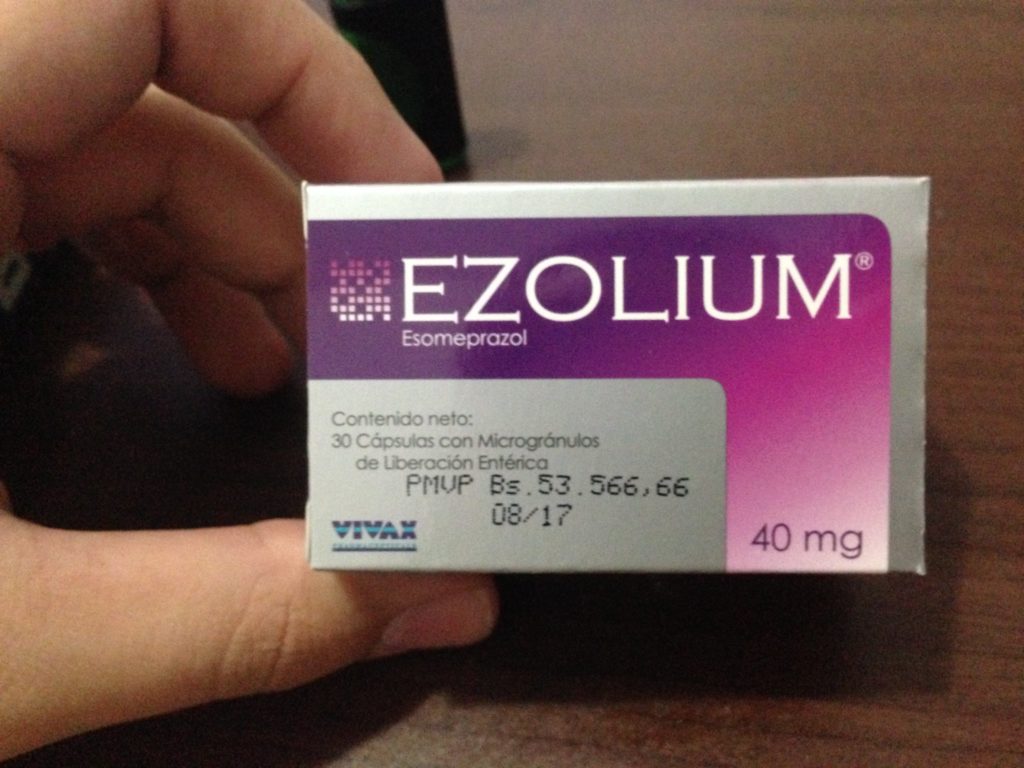 EZOLIUM®
Esomeprazol
Contenido neto:
30 Cápsulas con Microgránulos
de Liberación Entérica
PMVP Bs.53.566,66
08/17
VIVAX
PHARMACEUTICALS
40 mg